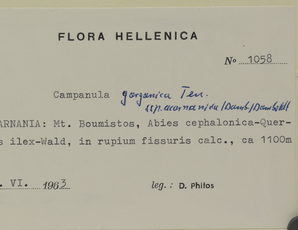 FLORA HELLENICA
No 1058
Campanula garganica Ten.
ssp. acarnanica (Damb.) Damboldt
ARNANIA: Mt. Boumistos, Abies cephalonica-Quer-
s ilex-Wald, in rupium fissuris calc., ca 1100m
. VI. 1963 leg.: D. Phitos